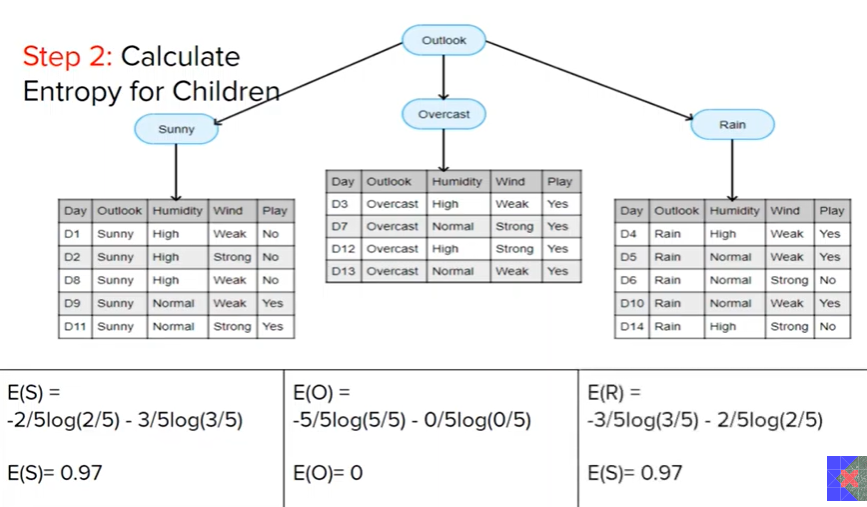 Step 2: Calculate
Entropy for Children
Outlook
Sunny
Overcast
Rain
Day Outlook Humidity Wind Play
D1 Sunny High Weak No
D2 Sunny High Strong No
D8 Sunny High Weak No
D9 Sunny Normal Weak Yes
D11 Sunny Normal Strong Yes
Day Outlook Humidity Wind Play
D3 Overcast High Weak Yes
D7 Overcast Normal Strong Yes
D12 Overcast High Strong Yes
D13 Overcast Normal Weak Yes
Day Outlook Humidity Wind Play
D4 Rain High Weak Yes
D5 Rain Normal Weak Yes
D6 Rain Normal Strong No
D10 Rain Normal Weak Yes
D14 Rain High Strong No
E(S) =
-2/5log(2/5) - 3/5log(3/5)
E(S)= 0.97
E(O) =
-5/5log(5/5) - 0/5log(0/5)
E(O)= 0
E(R) =
-3/5log(3/5) - 2/5log(2/5)
E(S)= 0.97